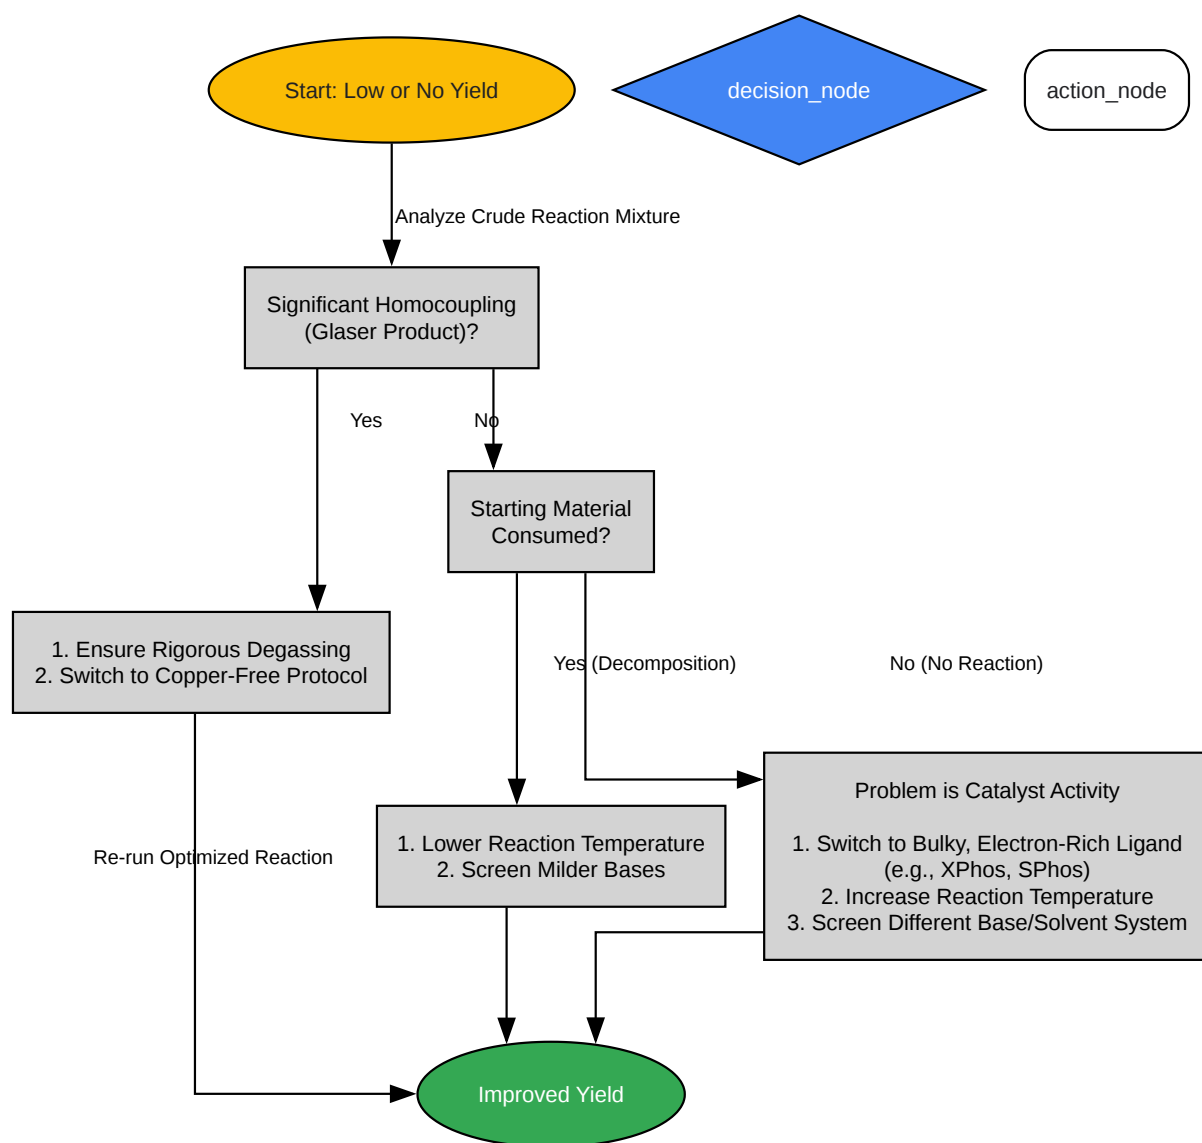 Start: Low or No Yield
decision_node
action_node
Analyze Crude Reaction Mixture
Significant Homocoupling
(Glaser Product)?
Yes
No
Starting Material
Consumed?
1. Ensure Rigorous Degassing
2. Switch to Copper-Free Protocol
Yes (Decomposition)
No (No Reaction)
Problem is Catalyst Activity
1. Switch to Bulky, Electron-Rich Ligand
(e.g., XPhos, SPhos)
2. Increase Reaction Temperature
3. Screen Different Base/Solvent System
1. Lower Reaction Temperature
2. Screen Milder Bases
Re-run Optimized Reaction
Improved Yield